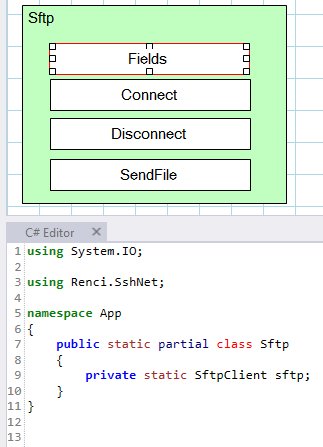 Sftp
Fields
Connect
Disconnect
SendFile
C# Editor ✕
1 using System.IO;
2
3 using Renci.SshNet;
4
5 namespace App
6 {
7     public static partial class Sftp
8     {
9         private static SftpClient sftp;
10     }
11 }
12
13